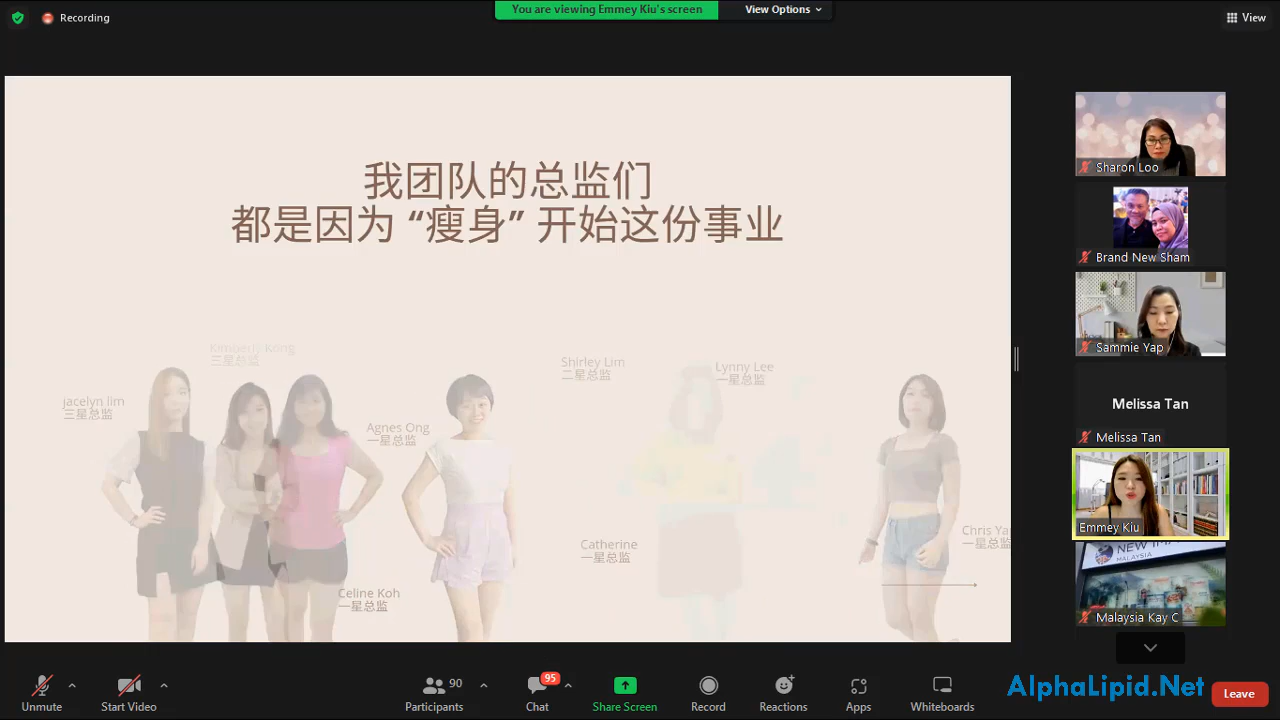 Recording
You are viewing Emmey Kiu's screen
View Options
View
我团队的总监们
都是因为 “瘦身” 开始这份事业
Kimberly Kong
三星总监
jacelyn lim
三星总监
Agnes Ong
一星总监
Celine Koh
一星总监
Shirley Lim
二星总监
Lynny Lee
一星总监
Catherine
一星总监
Chris Ya
一星总监
Sharon Loo
Brand New Sham
Sammie Yap
Melissa Tan
Melissa Tan
Emmey Kiu
NEW IM
MALAYSIA
Malaysia Kay C
Unmute
Start Video
90
Participants
95
Chat
Share Screen
Record
Reactions
Apps
Whiteboards
AlphaLipid.Net
Leave